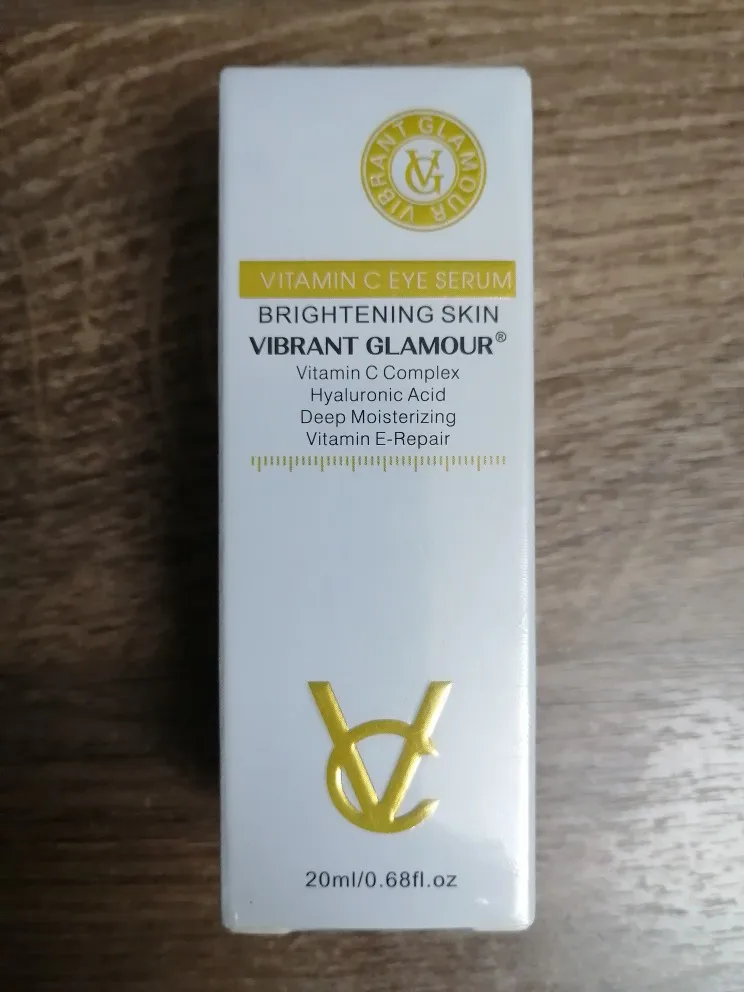 VIBRANT GLAMOUR VIBRANT
VG
VITAMIN C EYE SERUM
BRIGHTENING SKIN
VIBRANT GLAMOUR®
Vitamin C Complex
Hyaluronic Acid
Deep Moisterizing
Vitamin E-Repair
VC
20ml/0.68fl.oz